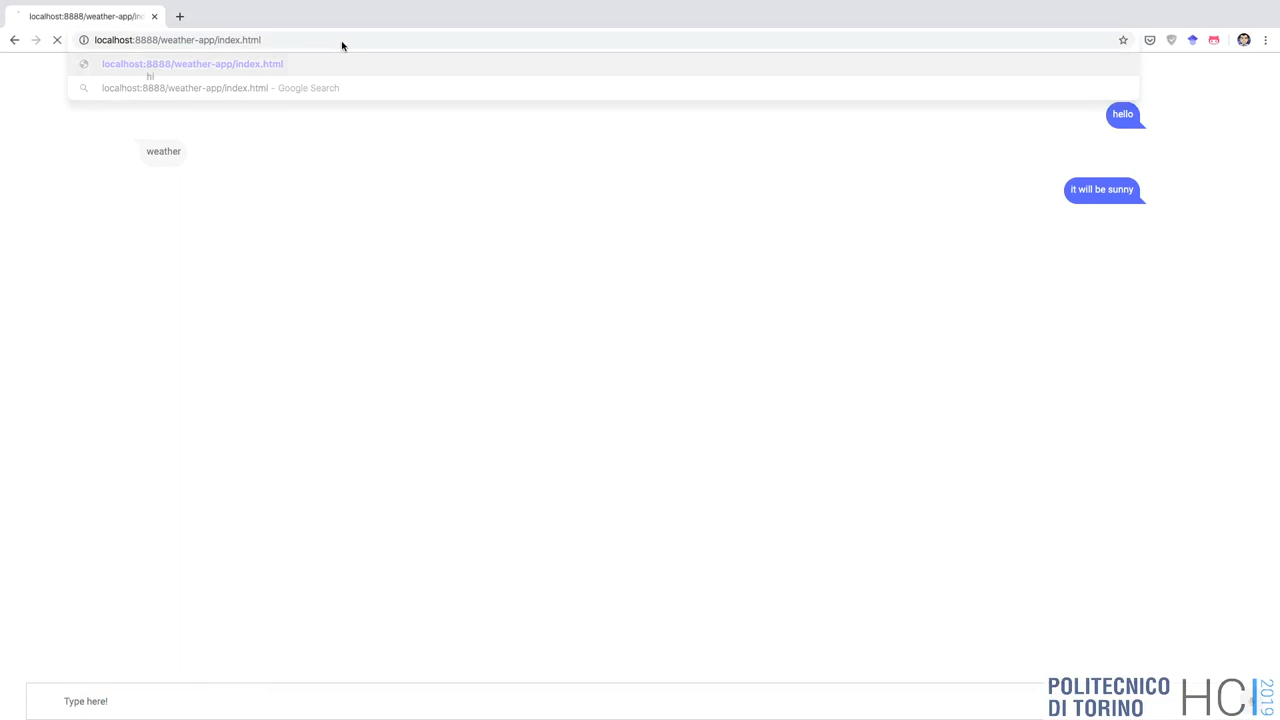 localhost:8888/weather-app/in
localhost:8888/weather-app/index.html
localhost:8888/weather-app/index.html
hi
localhost:8888/weather-app/index.html - Google Search
hello
weather
it will be sunny
Type here!
POLITECNICO
DI TORINO
HCI
2019